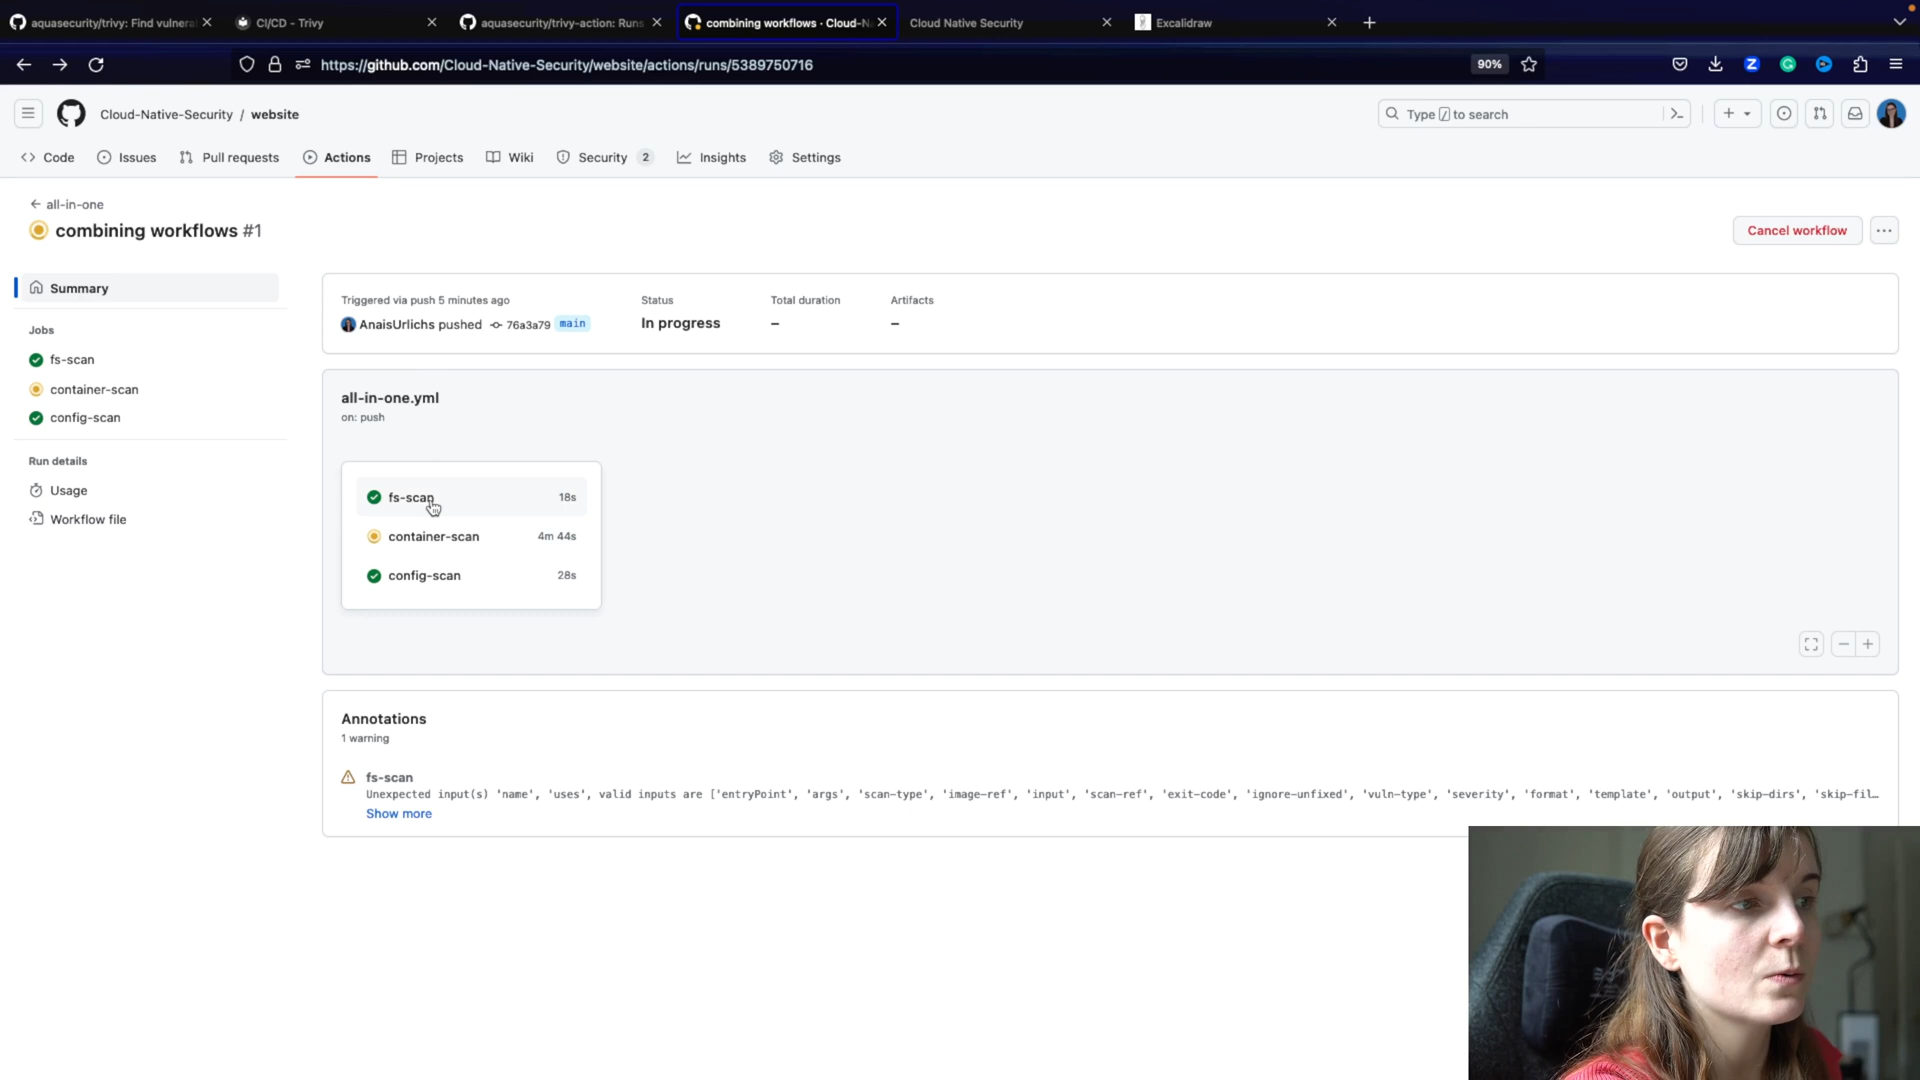 aquasecurity/trivy: Find vulnera
CI/CD - Trivy
aquasecurity/trivy-action: Runs
combining workflows · Cloud-N
Cloud Native Security
Excalidraw
https://github.com/Cloud-Native-Security/website/actions/runs/5389750716
90%
Cloud-Native-Security / website
Type / to search
Code
Issues
Pull requests
Actions
Projects
Wiki
Security 2
Insights
Settings
all-in-one
combining workflows #1
Cancel workflow
Summary
Jobs
fs-scan
container-scan
config-scan
Run details
Usage
Workflow file
Triggered via push 5 minutes ago
AnaisUrlichs pushed 76a3a79 main
Status
In progress
Total duration
–
Artifacts
–
all-in-one.yml
on: push
fs-scan 18s
container-scan 4m 44s
config-scan 28s
Annotations
1 warning
fs-scan
Unexpected input(s) 'name', 'uses', valid inputs are ['entryPoint', 'args', 'scan-type', 'image-ref', 'input', 'scan-ref', 'exit-code', 'ignore-unfixed', 'vuln-type', 'severity', 'format', 'template', 'output', 'skip-dirs', 'skip-fil…
Show more